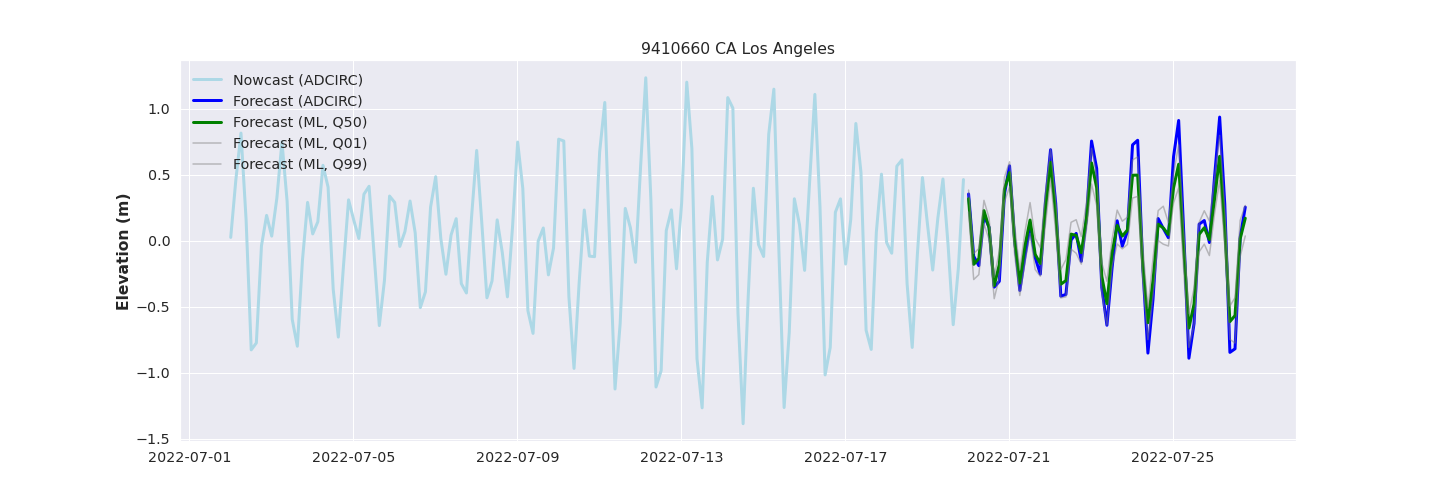 9410660 CA Los Angeles
Nowcast (ADCIRC)
Forecast (ADCIRC)
Forecast (ML, Q50)
Forecast (ML, Q01)
Forecast (ML, Q99)
Elevation (m)
1.0
0.5
0.0
−0.5
−1.0
−1.5
2022-07-01 2022-07-05 2022-07-09 2022-07-13 2022-07-17 2022-07-21 2022-07-25